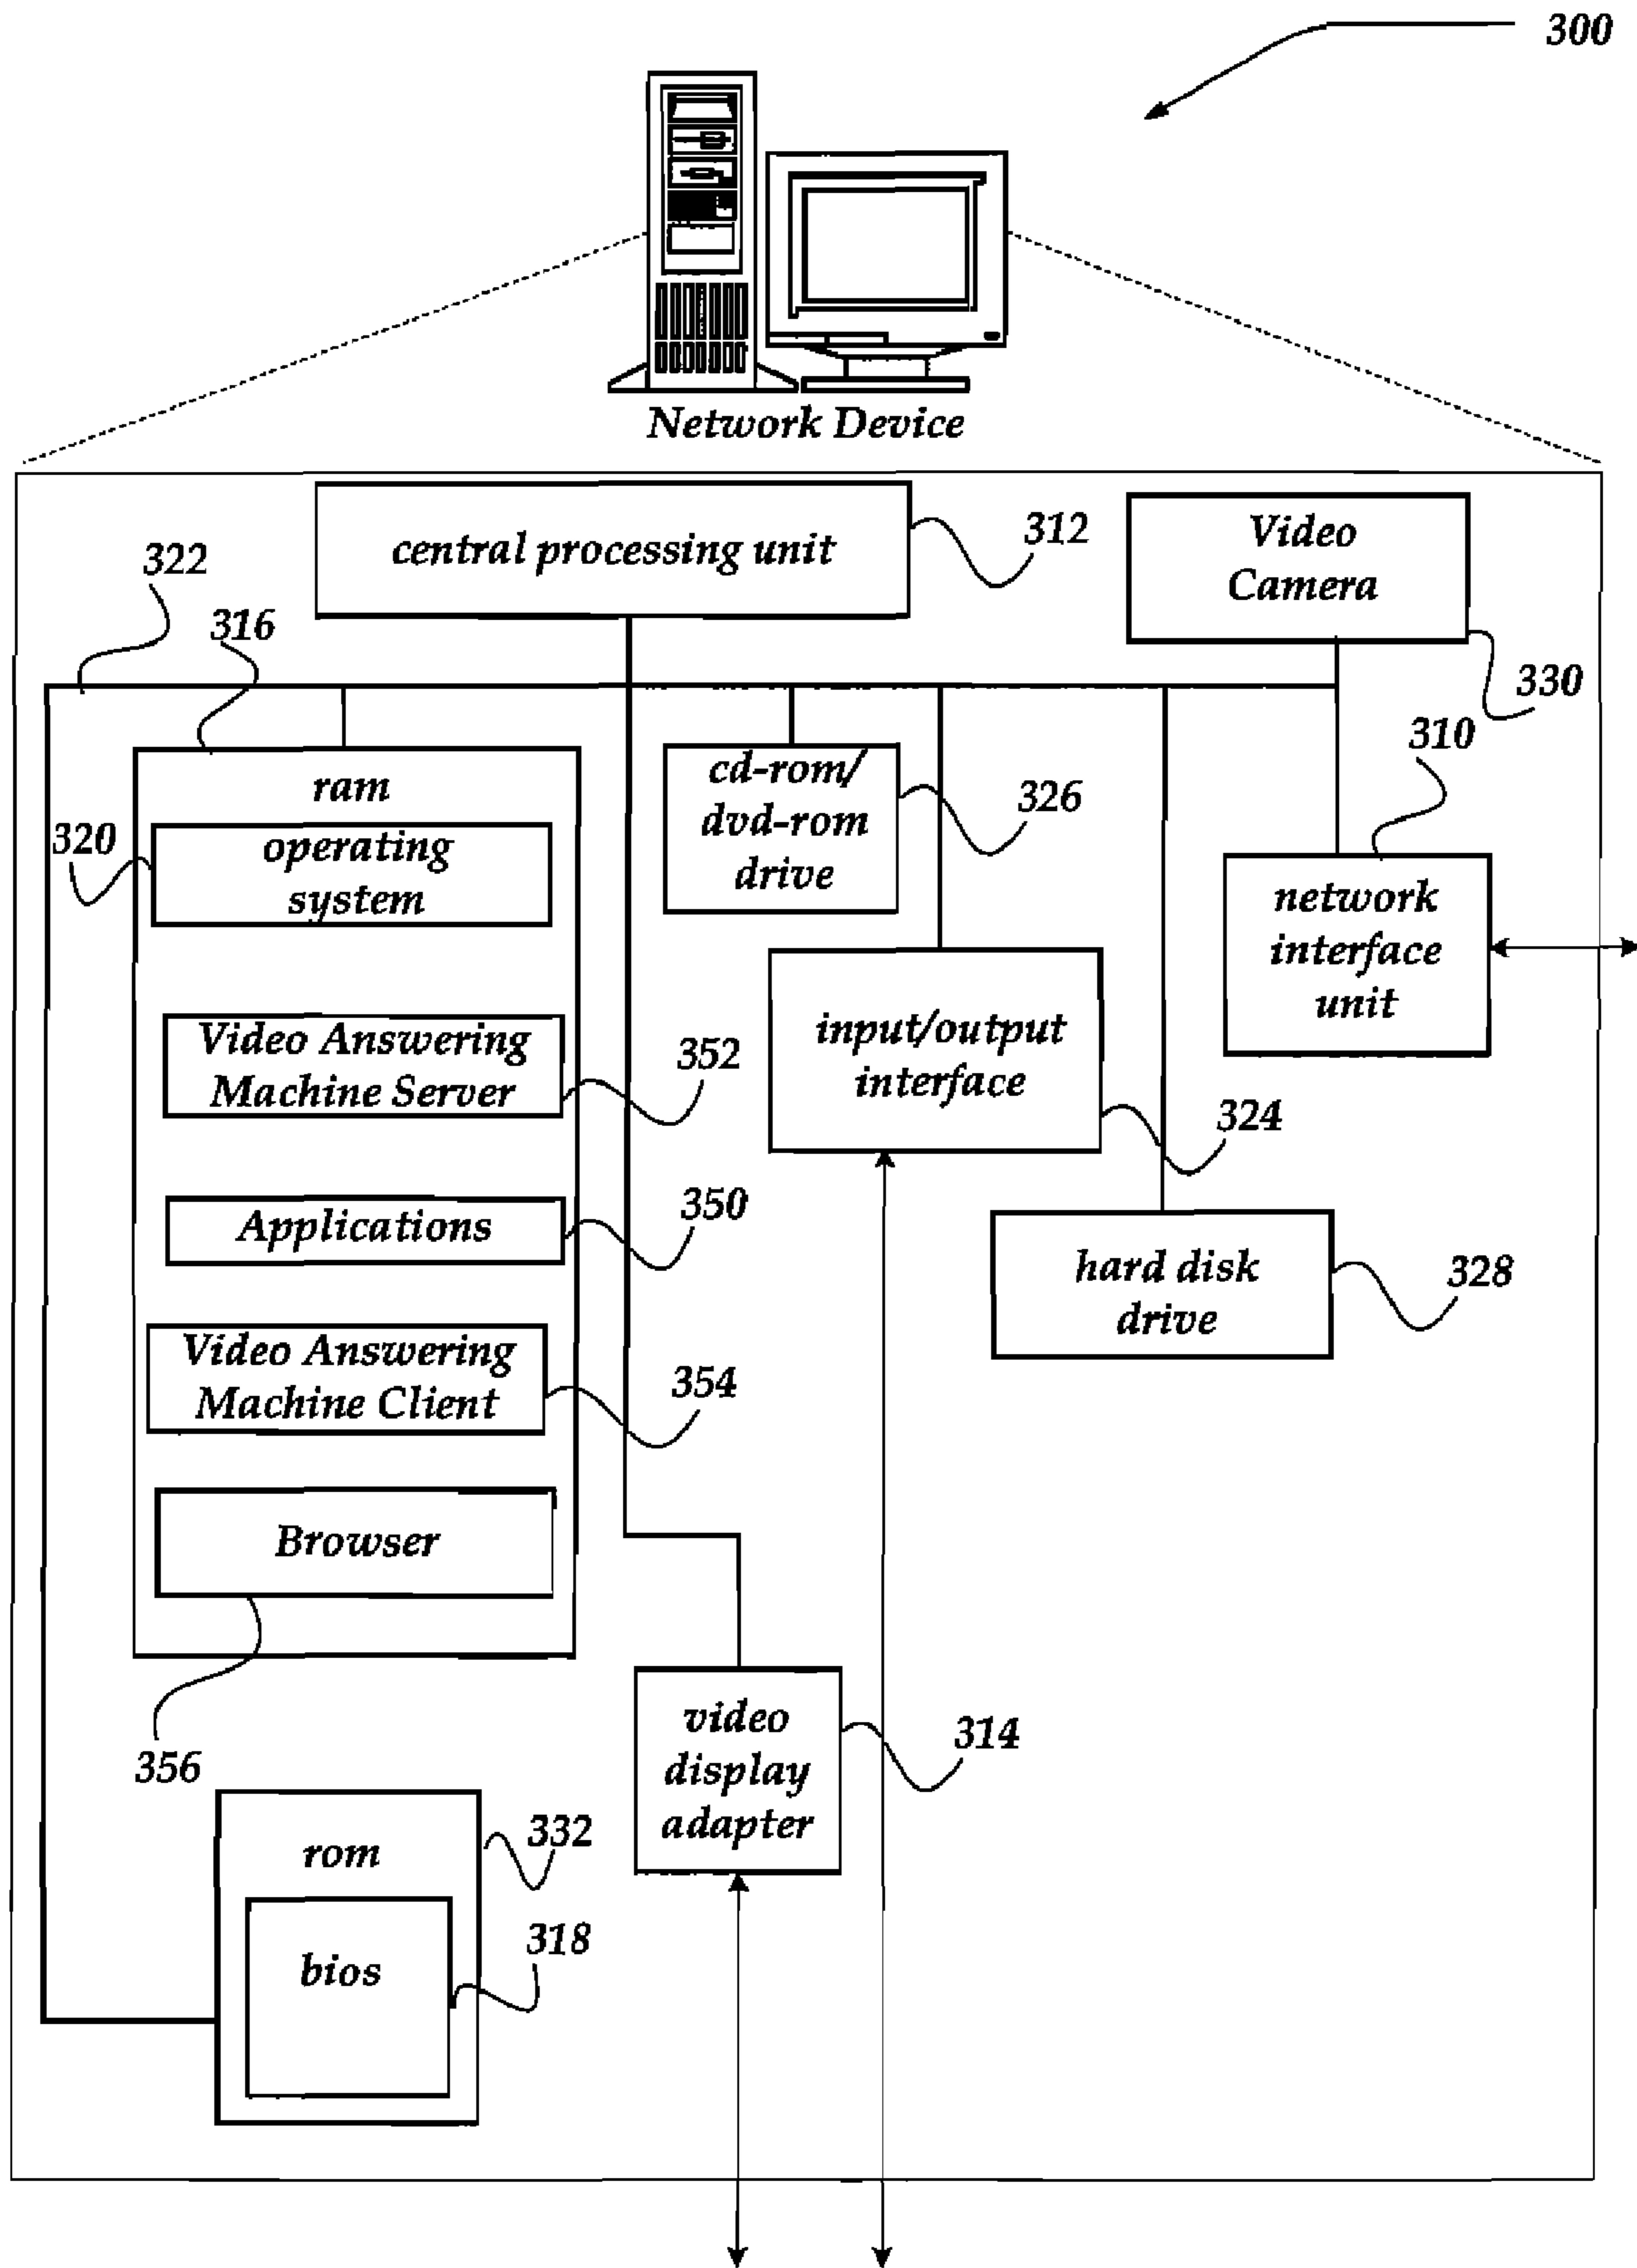 300
Network Device
central processing unit
312
Video
Camera
330
322
316
ram
320
operating
system
cd-rom/
dvd-rom
drive
326
310
network
interface
unit
Video Answering
Machine Server
352
input/output
interface
324
Applications
350
hard disk
drive
328
Video Answering
Machine Client
354
Browser
356
video
display
adapter
314
rom
332
bios
318